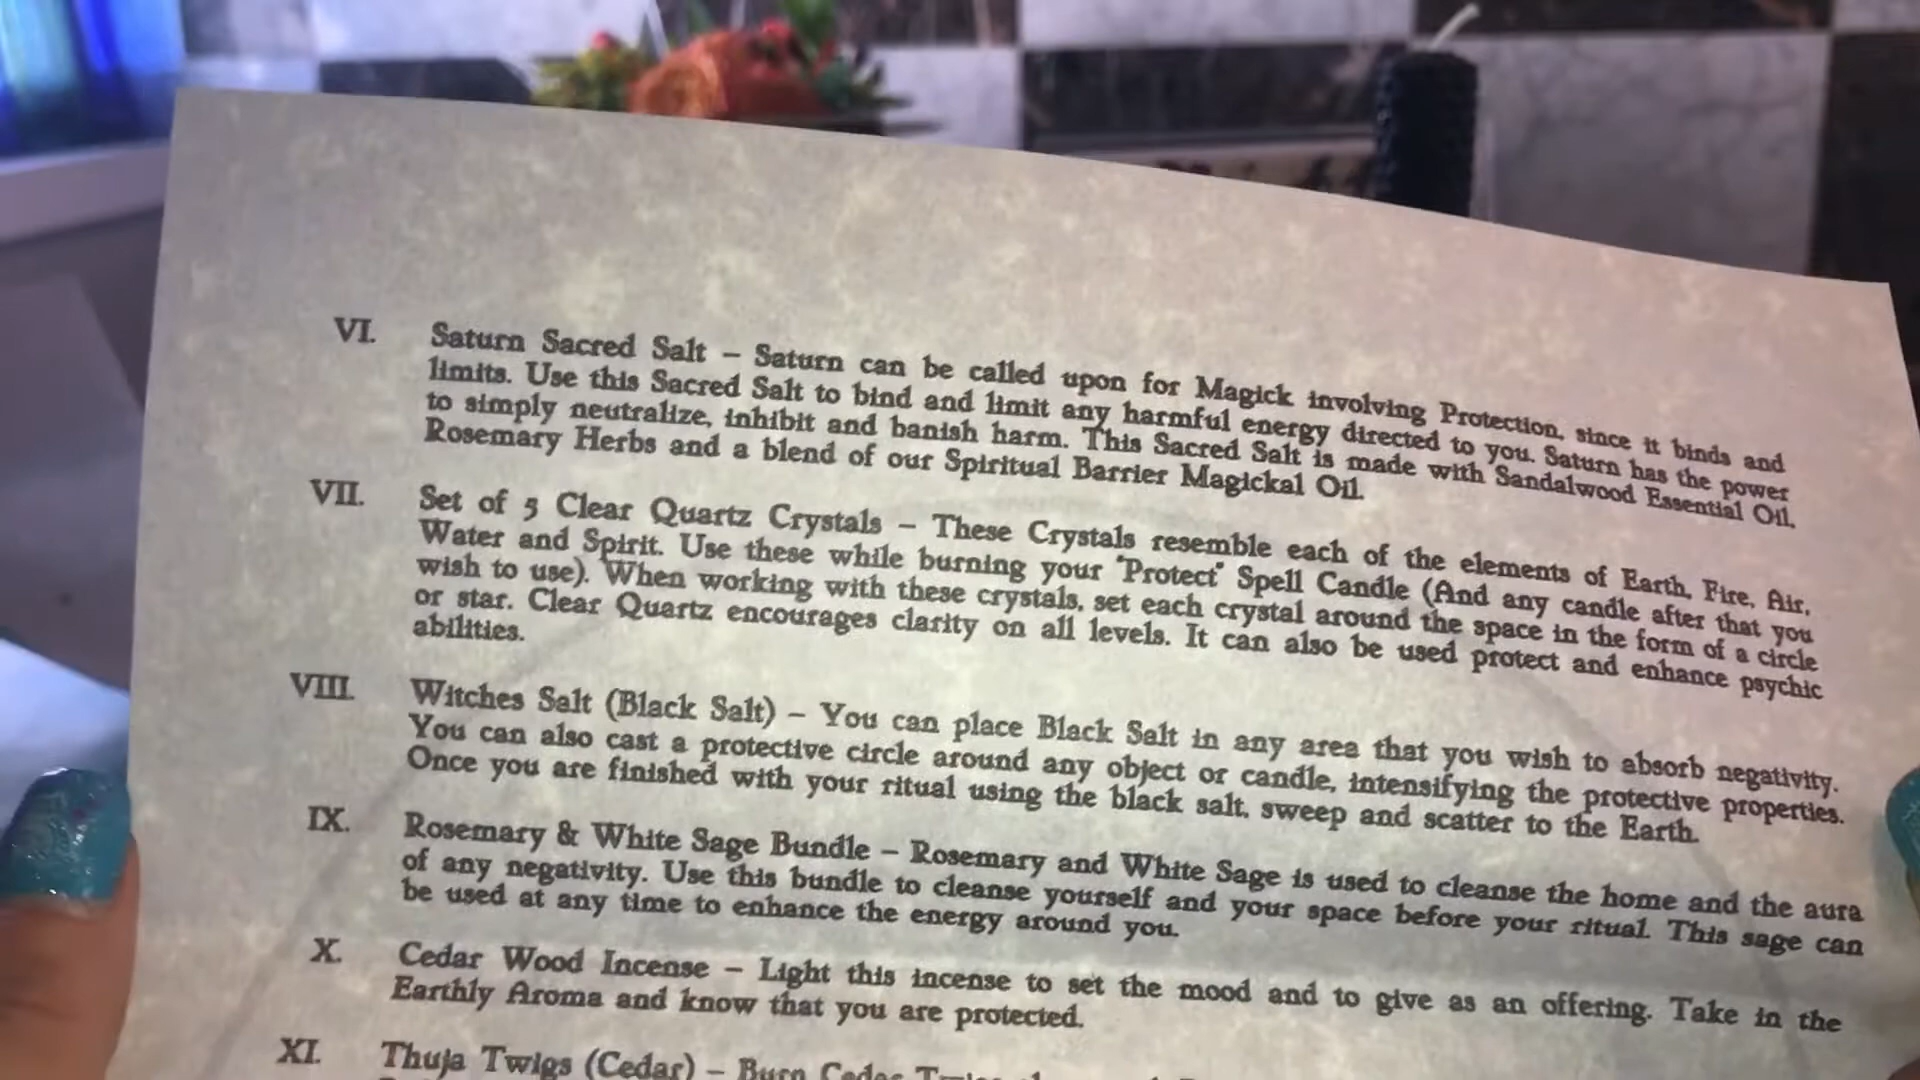 VI. Saturn Sacred Salt – Saturn can be called upon for Magick involving Protection, since it binds and
limits. Use this Sacred Salt to bind and limit any harmful energy directed to you. Saturn has the power
to simply neutralize, inhibit and banish harm. This Sacred Salt is made with Sandalwood Essential Oil,
Rosemary Herbs and a blend of our Spiritual Barrier Magickal Oil.
VII. Set of 5 Clear Quartz Crystals – These Crystals resemble each of the elements of Earth, Fire, Air,
Water and Spirit. Use these while burning your "Protect" Spell Candle (And any candle after that you
wish to use). When working with these crystals, set each crystal around the space in the form of a circle
or star. Clear Quartz encourages clarity on all levels. It can also be used protect and enhance psychic
abilities.
VIII. Witches Salt (Black Salt) – You can place Black Salt in any area that you wish to absorb negativity.
You can also cast a protective circle around any object or candle, intensifying the protective properties.
Once you are finished with your ritual using the black salt, sweep and scatter to the Earth.
IX. Rosemary & White Sage Bundle – Rosemary and White Sage is used to cleanse the home and the aura
of any negativity. Use this bundle to cleanse yourself and your space before your ritual. This sage can
be used at any time to enhance the energy around you.
X. Cedar Wood Incense – Light this incense to set the mood and to give as an offering. Take in the
Earthly Aroma and know that you are protected.
XI. Thuja Twigs (Cedar) – Burn Cedar Twigs